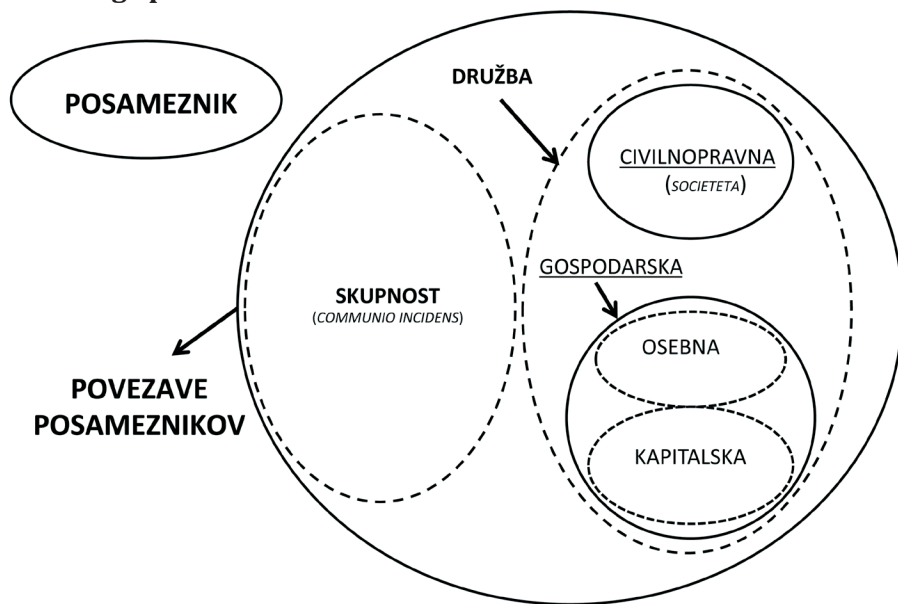 POSAMEZNIK
DRUŽBA
CIVILNOPRAVNA
(SOCIETETA)
GOSPODARSKA
SKUPNOST
(COMMUNIO INCIDENS)
OSEBNA
POVEZAVE
POSAMEZNIKOV
KAPITALSKA